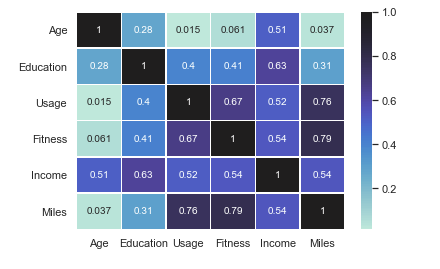 1.0
Age 1 0.28 0.015 0.061 0.51 0.037
0.8
Education 0.28 1 0.4 0.41 0.63 0.31
Usage 0.015 0.4 1 0.67 0.52 0.76
0.6
Fitness 0.061 0.41 0.67 1 0.54 0.79
0.4
Income 0.51 0.63 0.52 0.54 1 0.54
0.2
Miles 0.037 0.31 0.76 0.79 0.54 1
Age Education Usage Fitness Income Miles